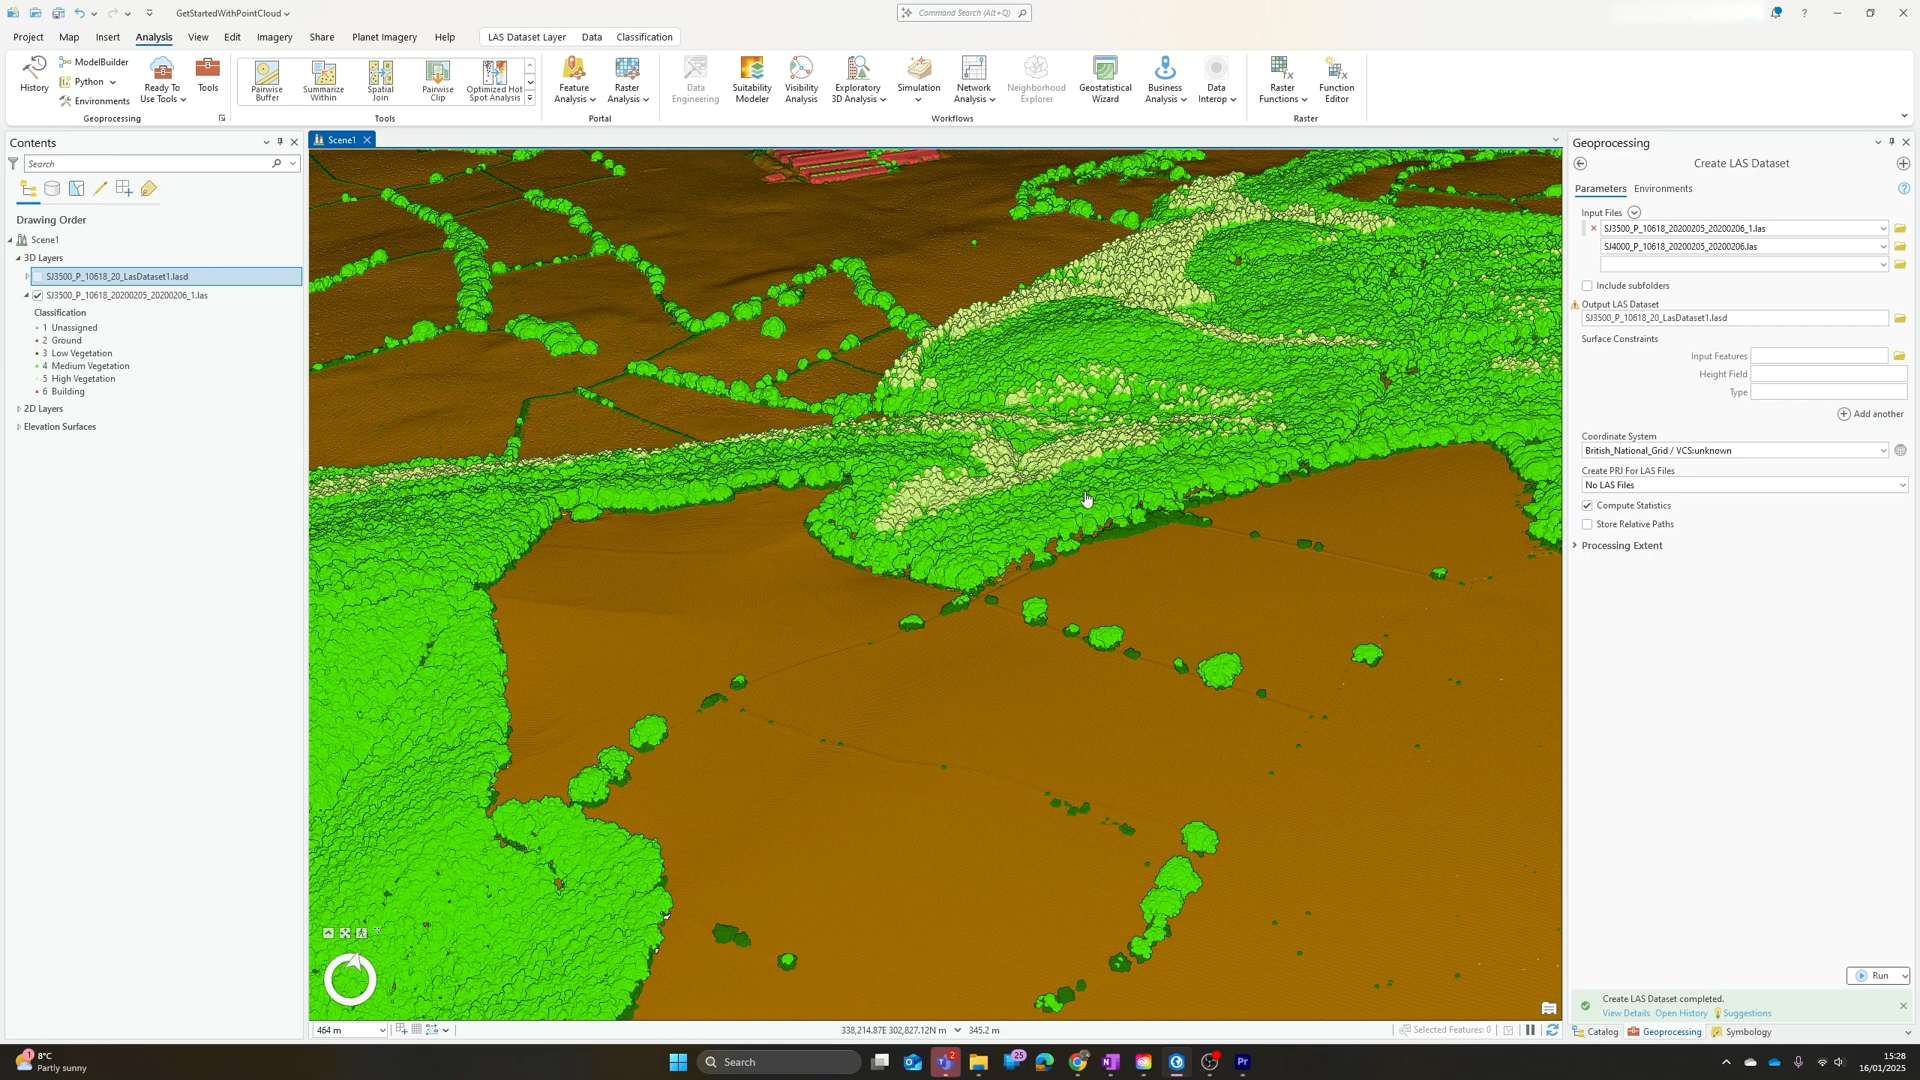 GetStartedWithPointCloud
Command Search (Alt+Q)
Project Map Insert Analysis View Edit Imagery Share Planet Imagery Help LAS Dataset Layer Data Classification
History
ModelBuilder
Python
Environments
Ready To Use Tools
Tools
Geoprocessing
Pairwise Buffer
Summarize Within
Spatial Join
Pairwise Clip
Optimized Hot Spot Analysis
Tools
Feature Analysis
Raster Analysis
Portal
Data Engineering
Suitability Modeler
Visibility Analysis
Exploratory 3D Analysis
Simulation
Network Analysis
Neighborhood Explorer
Geostatistical Wizard
Business Analysis
Data Interop
Workflows
Raster Functions
Function Editor
Raster
Contents
Search
Drawing Order
Scene1
3D Layers
SJ3500_P_10618_20_LasDataset1.lasd
SJ3500_P_10618_20200205_20200206_1.las
Classification
1 Unassigned
2 Ground
3 Low Vegetation
4 Medium Vegetation
5 High Vegetation
6 Building
2D Layers
Elevation Surfaces
Scene1
464 m
338,214.87E 302,827.12N m
345.2 m
Selected Features: 0
Geoprocessing
Create LAS Dataset
Parameters Environments
Input Files
SJ3500_P_10618_20200205_20200206_1.las
SJ4000_P_10618_20200205_20200206.las
Include subfolders
Output LAS Dataset
SJ3500_P_10618_20_LasDataset1.lasd
Surface Constraints
Input Features
Height Field
Type
Add another
Coordinate System
British_National_Grid / VCS:unknown
Create PRJ For LAS Files
No LAS Files
Compute Statistics
Store Relative Paths
Processing Extent
Run
Create LAS Dataset completed.
View Details Open History Suggestions
Catalog Geoprocessing Symbology
1
8°C
Partly sunny
Search
2
25
Pr
15:28
16/01/2025